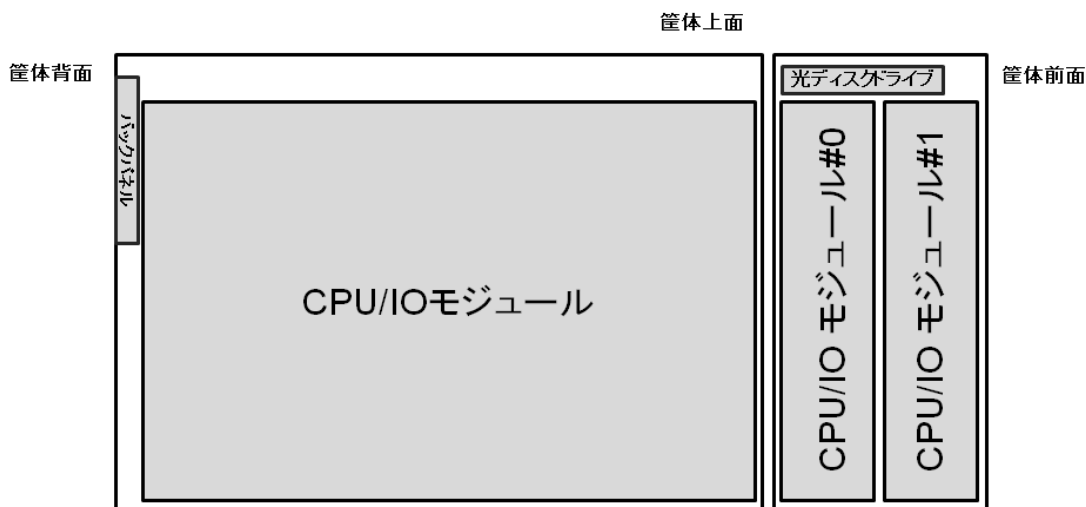 筐体上面
筐体背面
筐体前面
光ディスクドライブ
バックパネル
CPU/IOモジュール
CPU/IO モジュール#0
CPU/IO モジュール#1